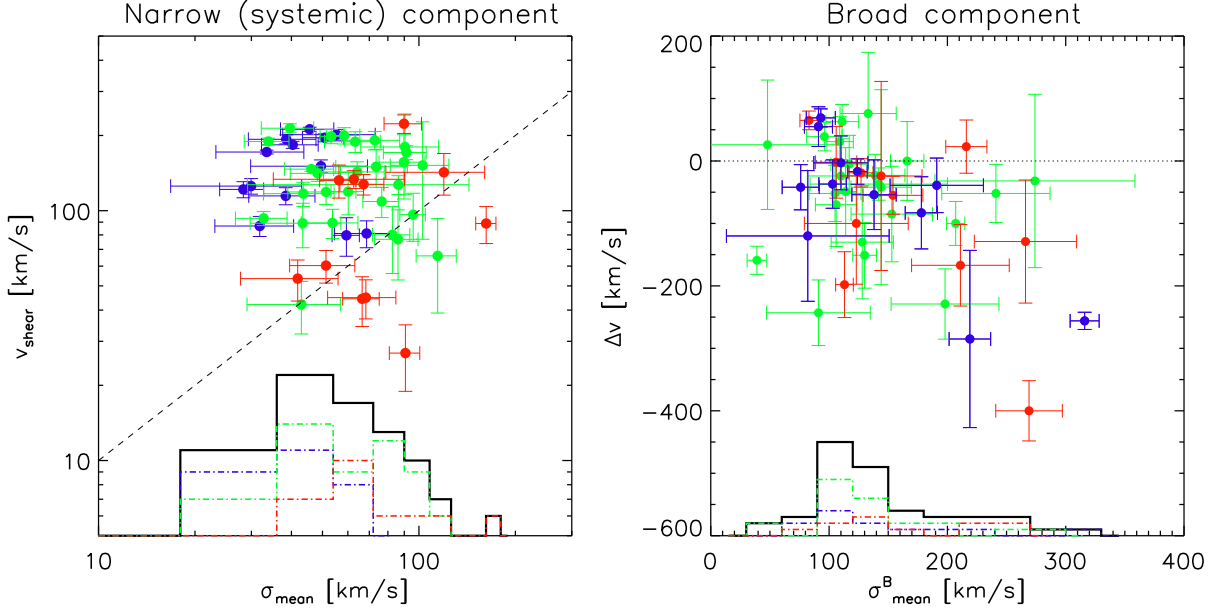 Narrow (systemic) component
100
10
10
100
v_shear [km/s]
σ_mean [km/s]
Broad component
200
0
−200
−400
−600
0
100
200
300
400
Δv [km/s]
σ^B_mean [km/s]